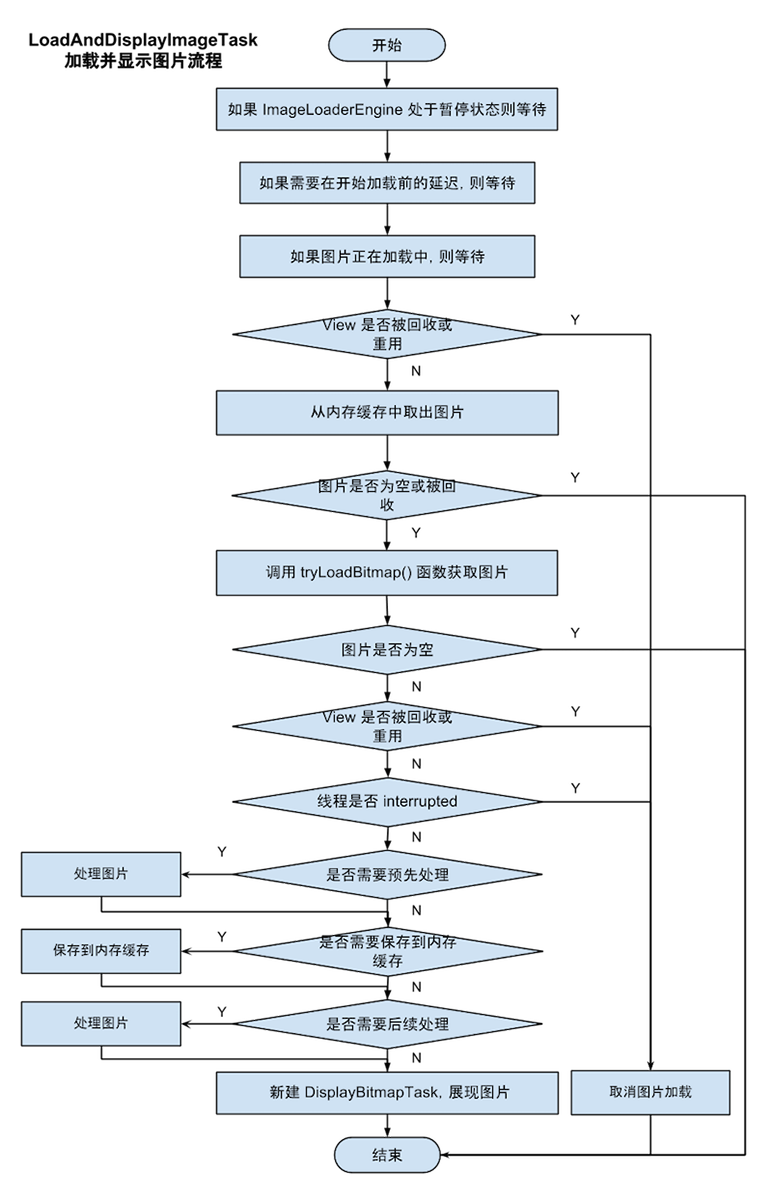 LoadAndDisplayImageTask
加载并显示图片流程
开始
如果 ImageLoaderEngine 处于暂停状态则等待
如果需要在开始加载前的延迟, 则等待
如果图片正在加载中, 则等待
View 是否被回收或
重用
Y
N
从内存缓存中取出图片
图片是否为空或被回
收
Y
Y
调用 tryLoadBitmap() 函数获取图片
图片是否为空
Y
N
View 是否被回收或
重用
Y
N
线程是否 interrupted
Y
N
是否需要预先处理
Y
处理图片
N
是否需要保存到内存
缓存
Y
保存到内存缓存
N
是否需要后续处理
Y
处理图片
N
新建 DisplayBitmapTask, 展现图片
取消图片加载
结束